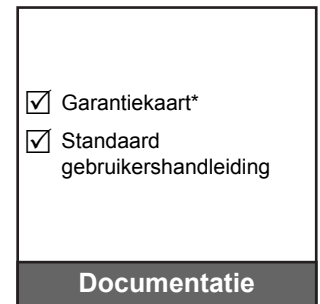 ☑ Garantiekaart*
☑ Standaard
gebruikershandleiding
Documentatie